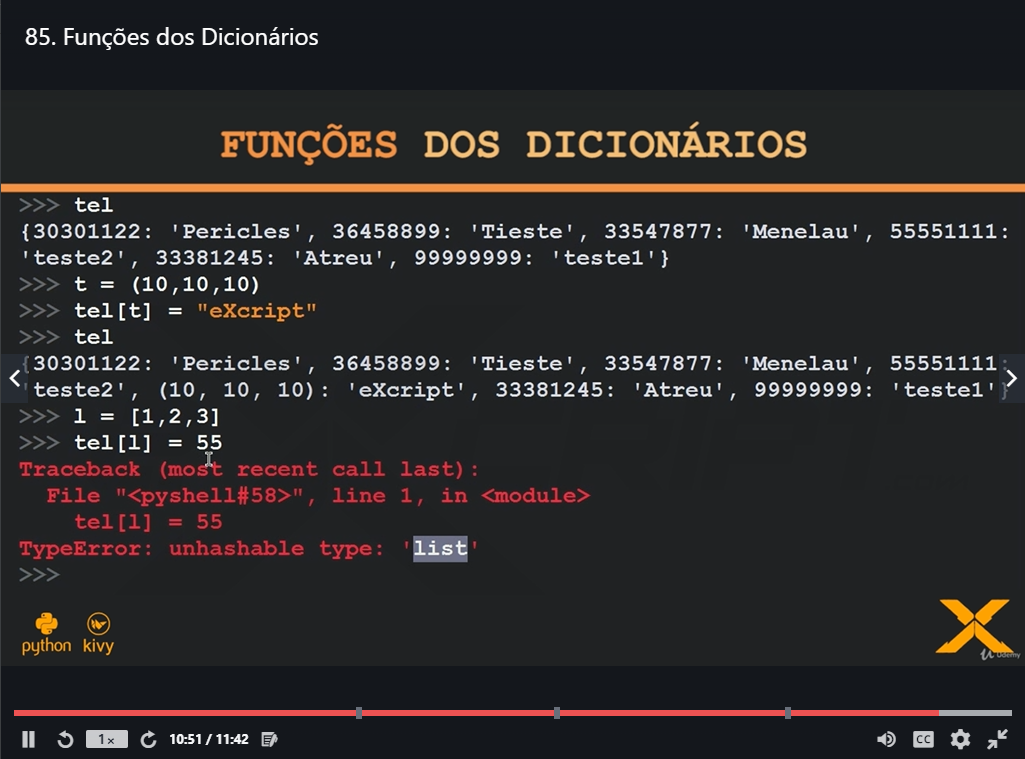 85. Funções dos Dicionários
FUNÇÕES DOS DICIONÁRIOS
>>> tel
{30301122: 'Pericles', 36458899: 'Tieste', 33547877: 'Menelau', 55551111:
'teste2', 33381245: 'Atreu', 99999999: 'teste1'}
>>> t = (10,10,10)
>>> tel[t] = "eXcript"
>>> tel
{30301122: 'Pericles', 36458899: 'Tieste', 33547877: 'Menelau', 55551111:
'teste2', (10, 10, 10): 'eXcript', 33381245: 'Atreu', 99999999: 'teste1'}
>>> l = [1,2,3]
>>> tel[l] = 55
Traceback (most recent call last):
  File "<pyshell#58>", line 1, in <module>
    tel[l] = 55
TypeError: unhashable type: 'list'
>>>
python kivy
Udemy
1x 10:51 / 11:42 CC